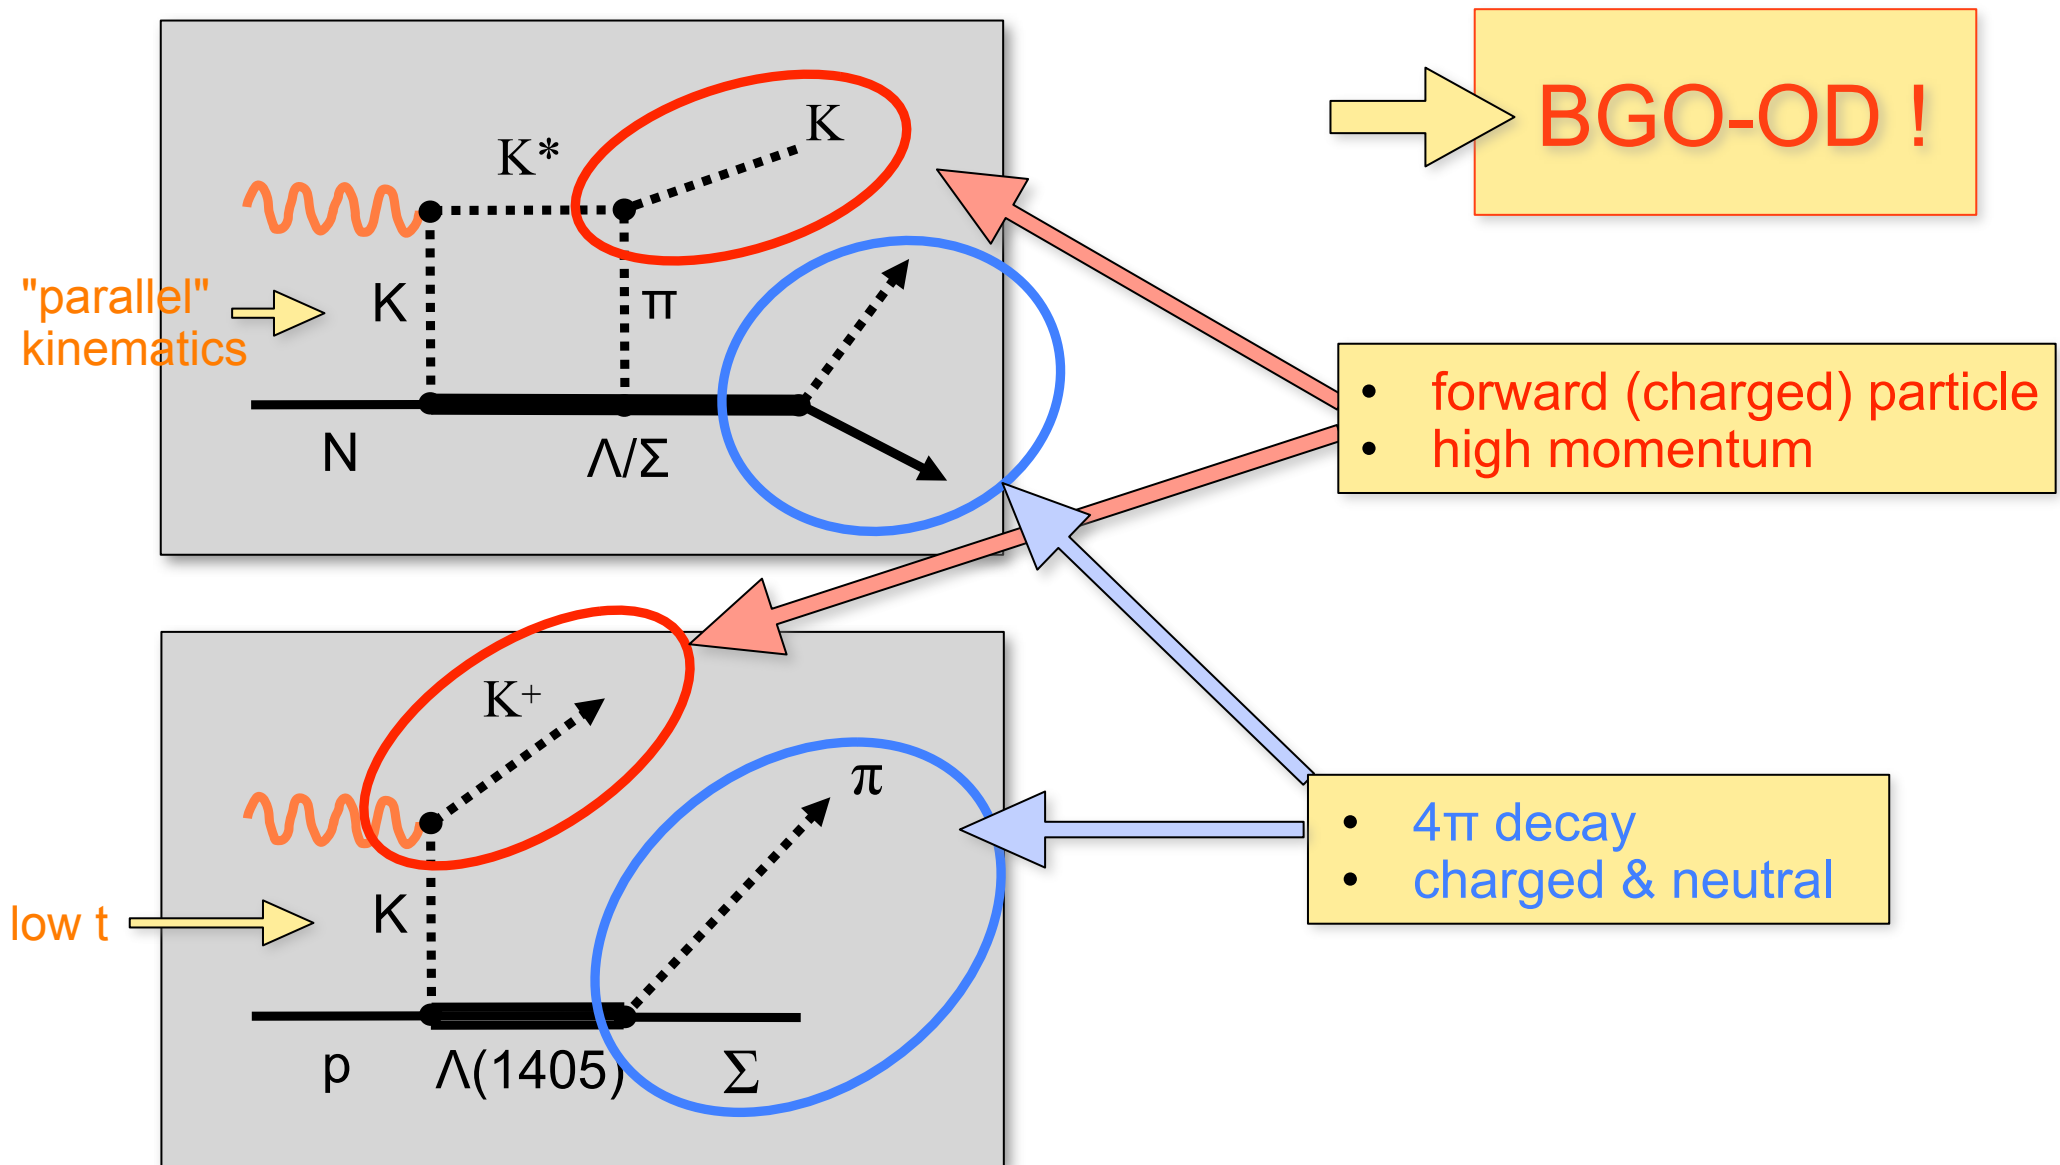 BGO-OD !
K
K*
"parallel"
kinematics
K
π
N
Λ/Σ
• forward (charged) particle
• high momentum
K⁺
π
low t
K
p
Λ(1405)
Σ
• 4π decay
• charged & neutral